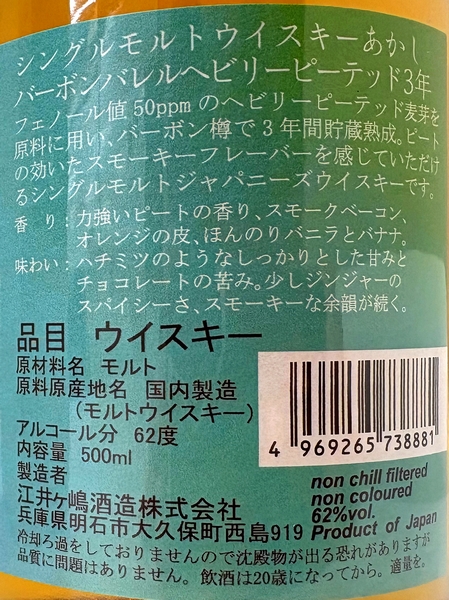 シングルモルトウイスキーあかし
バーボンバレルヘビリーピーテッド3年
フェノール値50ppmのヘビリーピーテッド麦芽を
原料に用い、バーボン樽で3年間貯蔵熟成。ピート
の効いたスモーキーフレーバーを感じていただけ
るシングルモルトジャパニーズウイスキーです。
香り：力強いピートの香り、スモークベーコン、
オレンジの皮、ほんのりバニラとバナナ。
味わい：ハチミツのようなしっかりとした甘みと
チョコレートの苦み。少しジンジャーの
スパイシーさ、スモーキーな余韻が続く。
品目 ウイスキー
原材料名 モルト
原料原産地名 国内製造
（モルトウイスキー）
アルコール分 62度
内容量 500ml
製造者
江井ヶ嶋酒造株式会社
兵庫県明石市大久保町西島919
4 969265 738881
non chill filtered
non coloured
62%vol.
Product of Japan
冷却ろ過をしておりませんので沈殿物が出る恐れがありますが
品質に問題はありません。飲酒は20歳になってから。適量を。